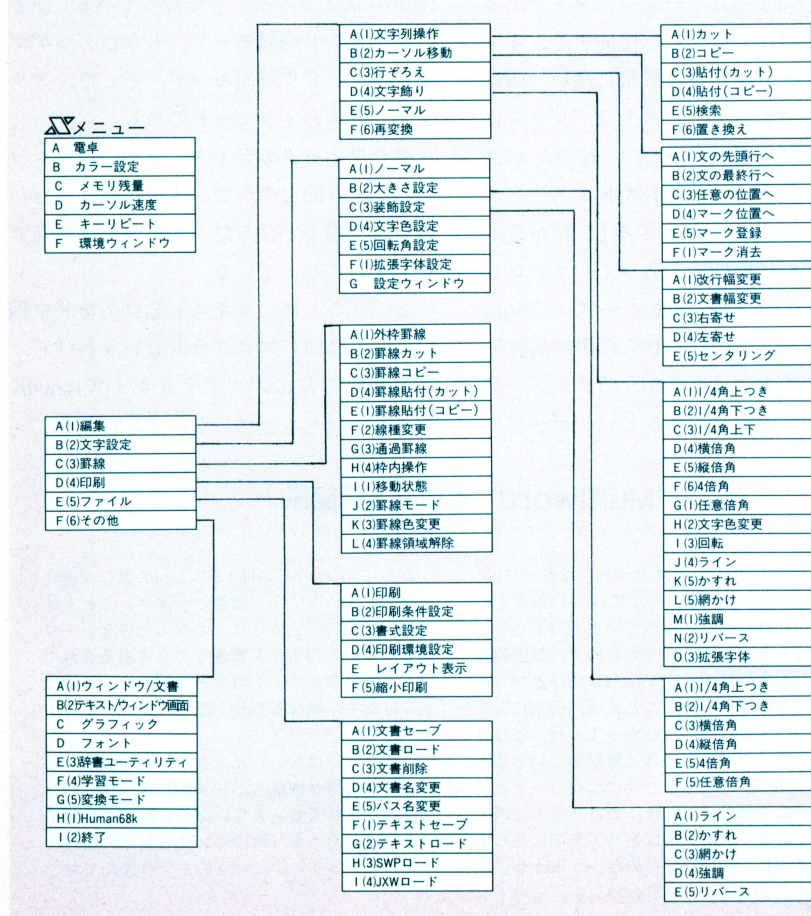 メニュー
A 電卓
B カラー設定
C メモリ残量
D カーソル速度
E キーリピート
F 環境ウィンドウ
A(1)編集
B(2)文字設定
C(3)罫線
D(4)印刷
E(5)ファイル
F(6)その他
A(1)ウィンドウ/文書
B(2)テキスト/ウィンドウ画面
C グラフィック
D フォント
E(3)辞書ユーティリティ
F(4)学習モード
G(5)変換モード
H(1)Human68k
I(2)終了
A(1)文字列操作
B(2)カーソル移動
C(3)行ぞろえ
D(4)文字飾り
E(5)ノーマル
F(6)再変換
A(1)ノーマル
B(2)大きさ設定
C(3)装飾設定
D(4)文字色設定
E(5)回転角設定
F(1)拡張字体設定
G 設定ウィンドウ
A(1)外枠罫線
B(2)罫線カット
C(3)罫線コピー
D(4)罫線貼付(カット)
E(1)罫線貼付(コピー)
F(2)線種変更
G(3)通過罫線
H(4)枠内操作
I(1)移動状態
J(2)罫線モード
K(3)罫線色変更
L(4)罫線領域解除
A(1)印刷
B(2)印刷条件設定
C(3)書式設定
D(4)印刷環境設定
E レイアウト表示
F(5)縮小印刷
A(1)文書セーブ
B(2)文書ロード
C(3)文書削除
D(4)文書名変更
E(5)パス名変更
F(1)テキストセーブ
G(2)テキストロード
H(3)SWPロード
I(4)JXWロード
A(1)カット
B(2)コピー
C(3)貼付(カット)
D(4)貼付(コピー)
E(5)検索
F(6)置き換え
A(1)文の先頭行へ
B(2)文の最終行へ
C(3)任意の位置へ
D(4)マーク位置へ
E(5)マーク登録
F(1)マーク消去
A(1)改行幅変更
B(2)文書幅変更
C(3)右寄せ
D(4)左寄せ
E(5)センタリング
A(1)1/4角上つき
B(2)1/4角下つき
C(3)1/4角上下
D(4)横倍角
E(5)縦倍角
F(6)4倍角
G(1)任意倍角
H(2)文字色変更
I(3)回転
J(4)ライン
K(5)かすれ
L(5)網かけ
M(1)強調
N(2)リバース
O(3)拡張字体
A(1)1/4角上つき
B(2)1/4角下つき
C(3)横倍角
D(4)縦倍角
E(5)4倍角
F(5)任意倍角
A(1)ライン
B(2)かすれ
C(3)網かけ
D(4)強調
E(5)リバース